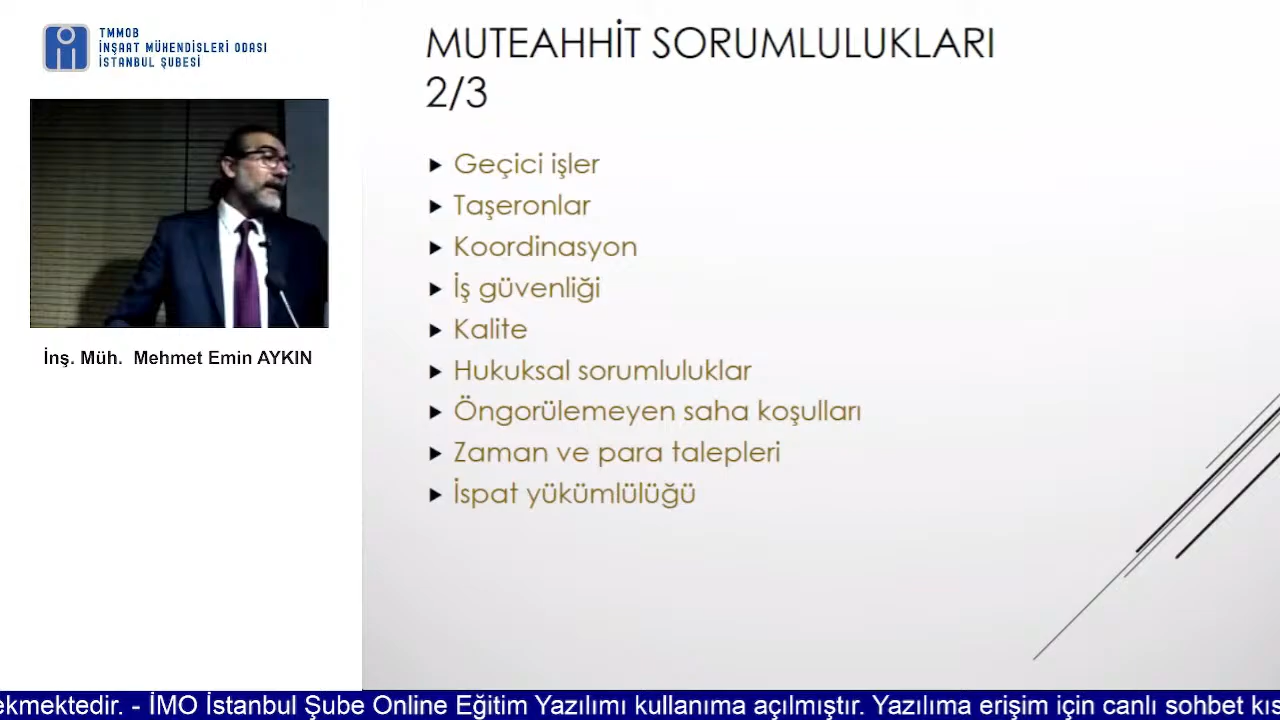 TMMOB
İNŞAAT MÜHENDİSLERİ ODASI
İSTANBUL ŞUBESİ
İnş. Müh. Mehmet Emin AYKIN
MUTEAHHİT SORUMLULUKLARI
2/3
Geçici işler
Taşeronlar
Koordinasyon
İş güvenliği
Kalite
Hukuksal sorumluluklar
Öngorülemeyen saha koşulları
Zaman ve para talepleri
İspat yükümlülüğü
ekmektedir. - İMO İstanbul Şube Online Eğitim Yazılımı kullanıma açılmıştır. Yazılıma erişim için canlı sohbet kıs